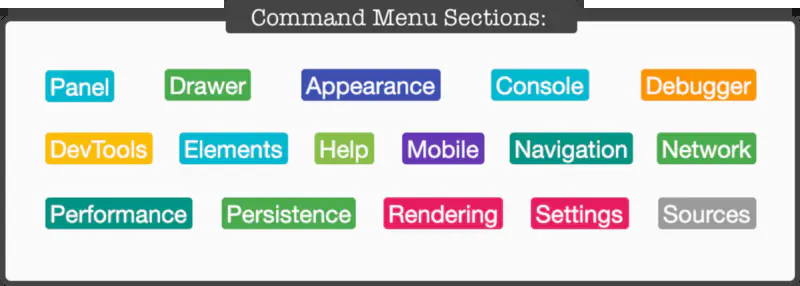 Command Menu Sections:
Panel Drawer Appearance Console Debugger
DevTools Elements Help Mobile Navigation Network
Performance Persistence Rendering Settings Sources